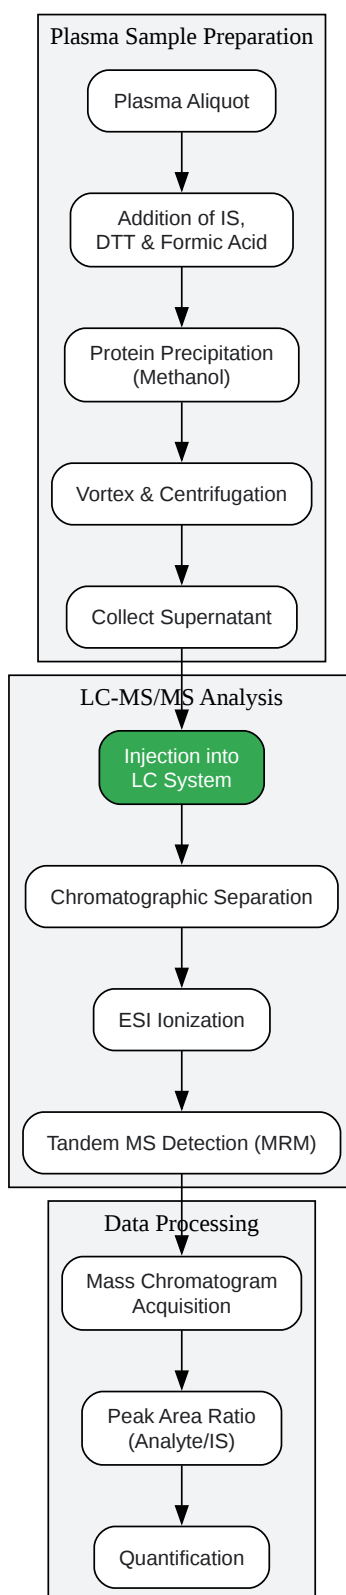 Plasma Sample Preparation
Plasma Aliquot
Addition of IS,
DTT & Formic Acid
Protein Precipitation
(Methanol)
Vortex & Centrifugation
Collect Supernatant
LC-MS/MS Analysis
Injection into
LC System
Chromatographic Separation
ESI Ionization
Tandem MS Detection (MRM)
Data Processing
Mass Chromatogram
Acquisition
Peak Area Ratio
(Analyte/IS)
Quantification